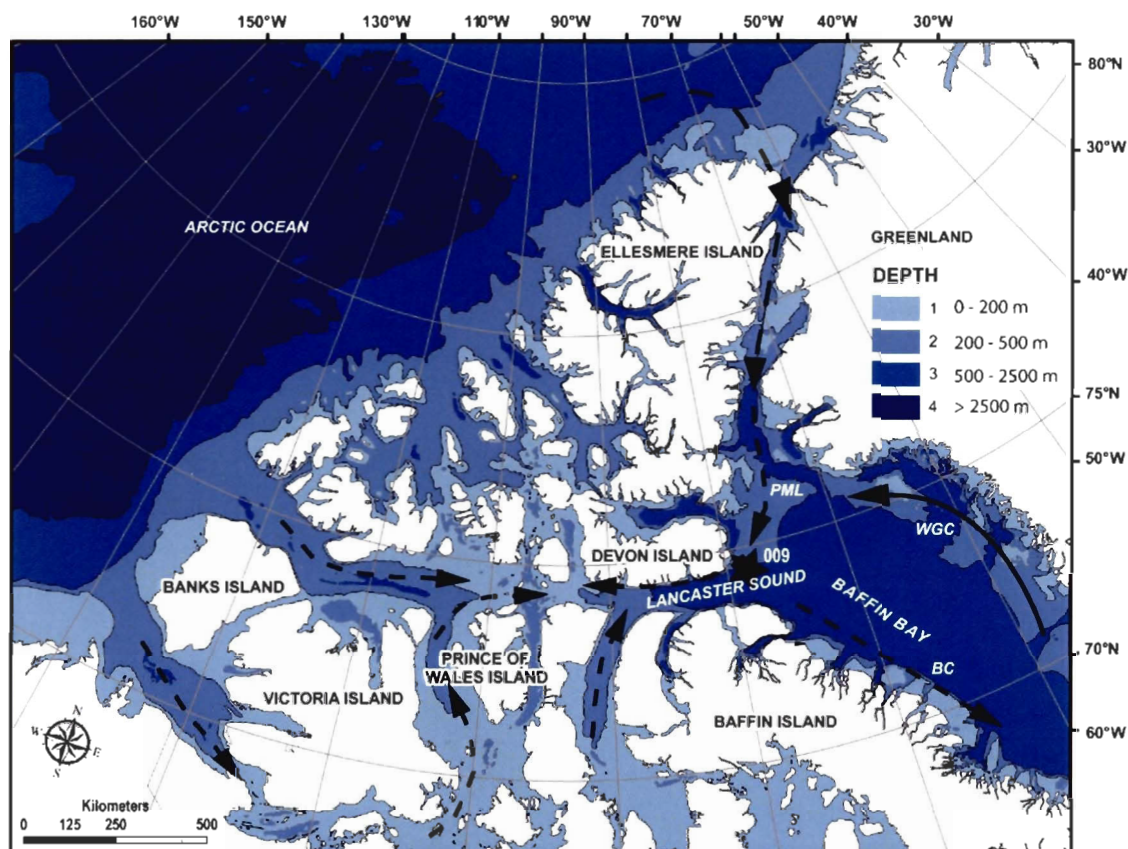 160°W 150°W 130°W 110°W 90°W 70°W 50°W 30°W
80°N
30°W
ARCTIC OCEAN
ELLESMERE ISLAND
GREENLAND
DEPTH
40°W
1 0 - 200 m
2 200 - 500 m
3 500 - 2500 m
4 > 2500 m
75°N
50°W
PML
WGC
009
DEVON ISLAND
BANKS ISLAND
LANCASTER SOUND
BAFFIN BAY
70°N
PRINCE OF
WALES ISLAND
BC
VICTORIA ISLAND
BAFFIN ISLAND
60°W
N
W
E
S
Kilometers
0 125 250 500